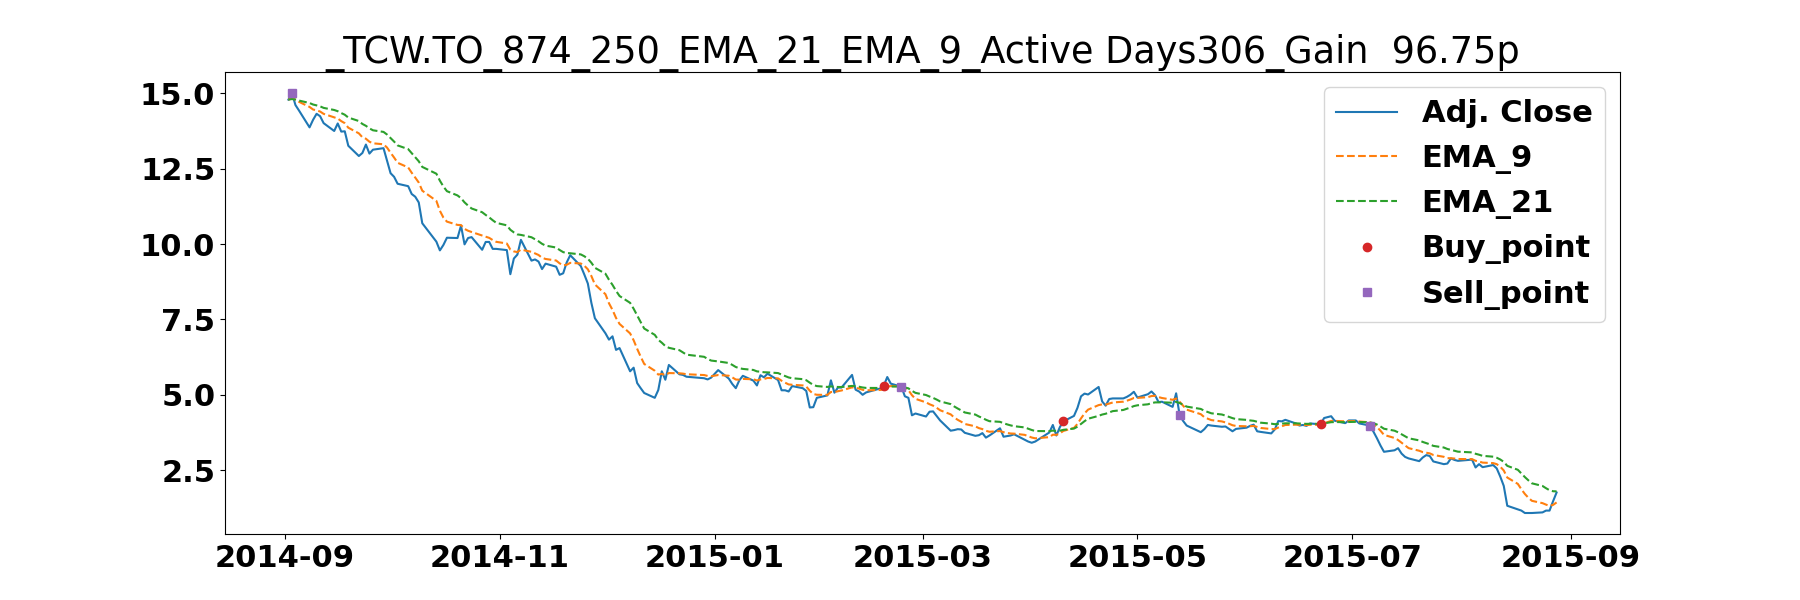 _TCW.TO_874_250_EMA_21_EMA_9_Active Days306_Gain  96.75p
15.0
12.5
10.0
7.5
5.0
2.5
Adj. Close
EMA_9
EMA_21
Buy_point
Sell_point
2014-09
2014-11
2015-01
2015-03
2015-05
2015-07
2015-09